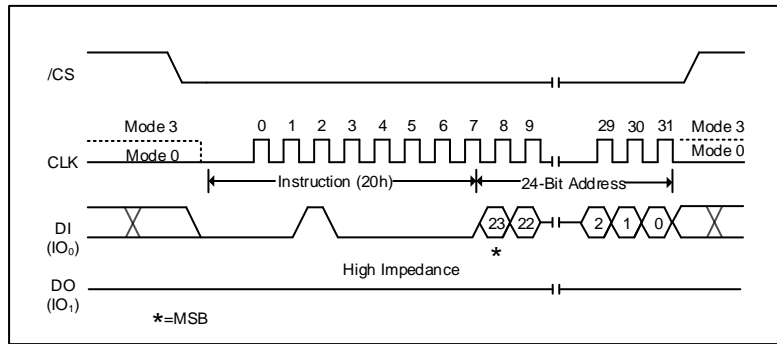 /CS
0 1 2 3 4 5 6 7 8 9 29 30 31
Mode 3 Mode 3
CLK Mode 0 Mode 0
Instruction (20h) 24-Bit Address
DI 23 22 2 1 0
(IO₀)
*
High Impedance
DO
(IO₁)
*=MSB